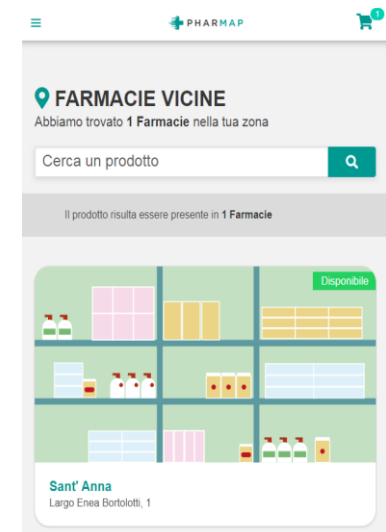 PHARMAP
1
FARMACIE VICINE
Abbiamo trovato 1 Farmacie nella tua zona
Cerca un prodotto
Il prodotto risulta essere presente in 1 Farmacie
Disponibile
Sant' Anna
Largo Enea Bortolotti, 1